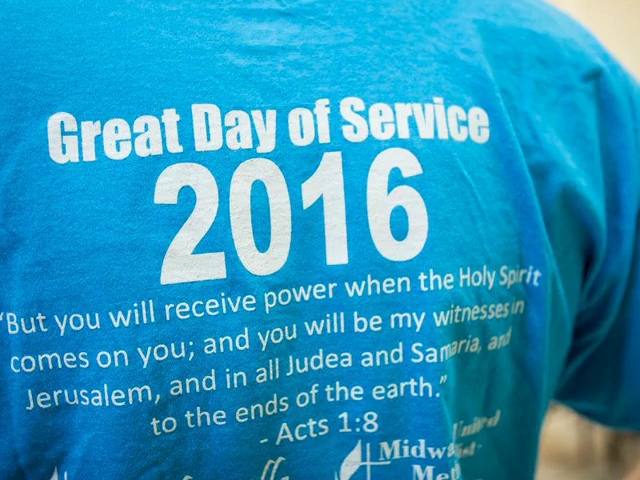 Great Day of Service
2016
"But you will receive power when the Holy Spirit
comes on you; and you will be my witnesses in
Jerusalem, and in all Judea and Samaria, and
to the ends of the earth."
- Acts 1:8
United